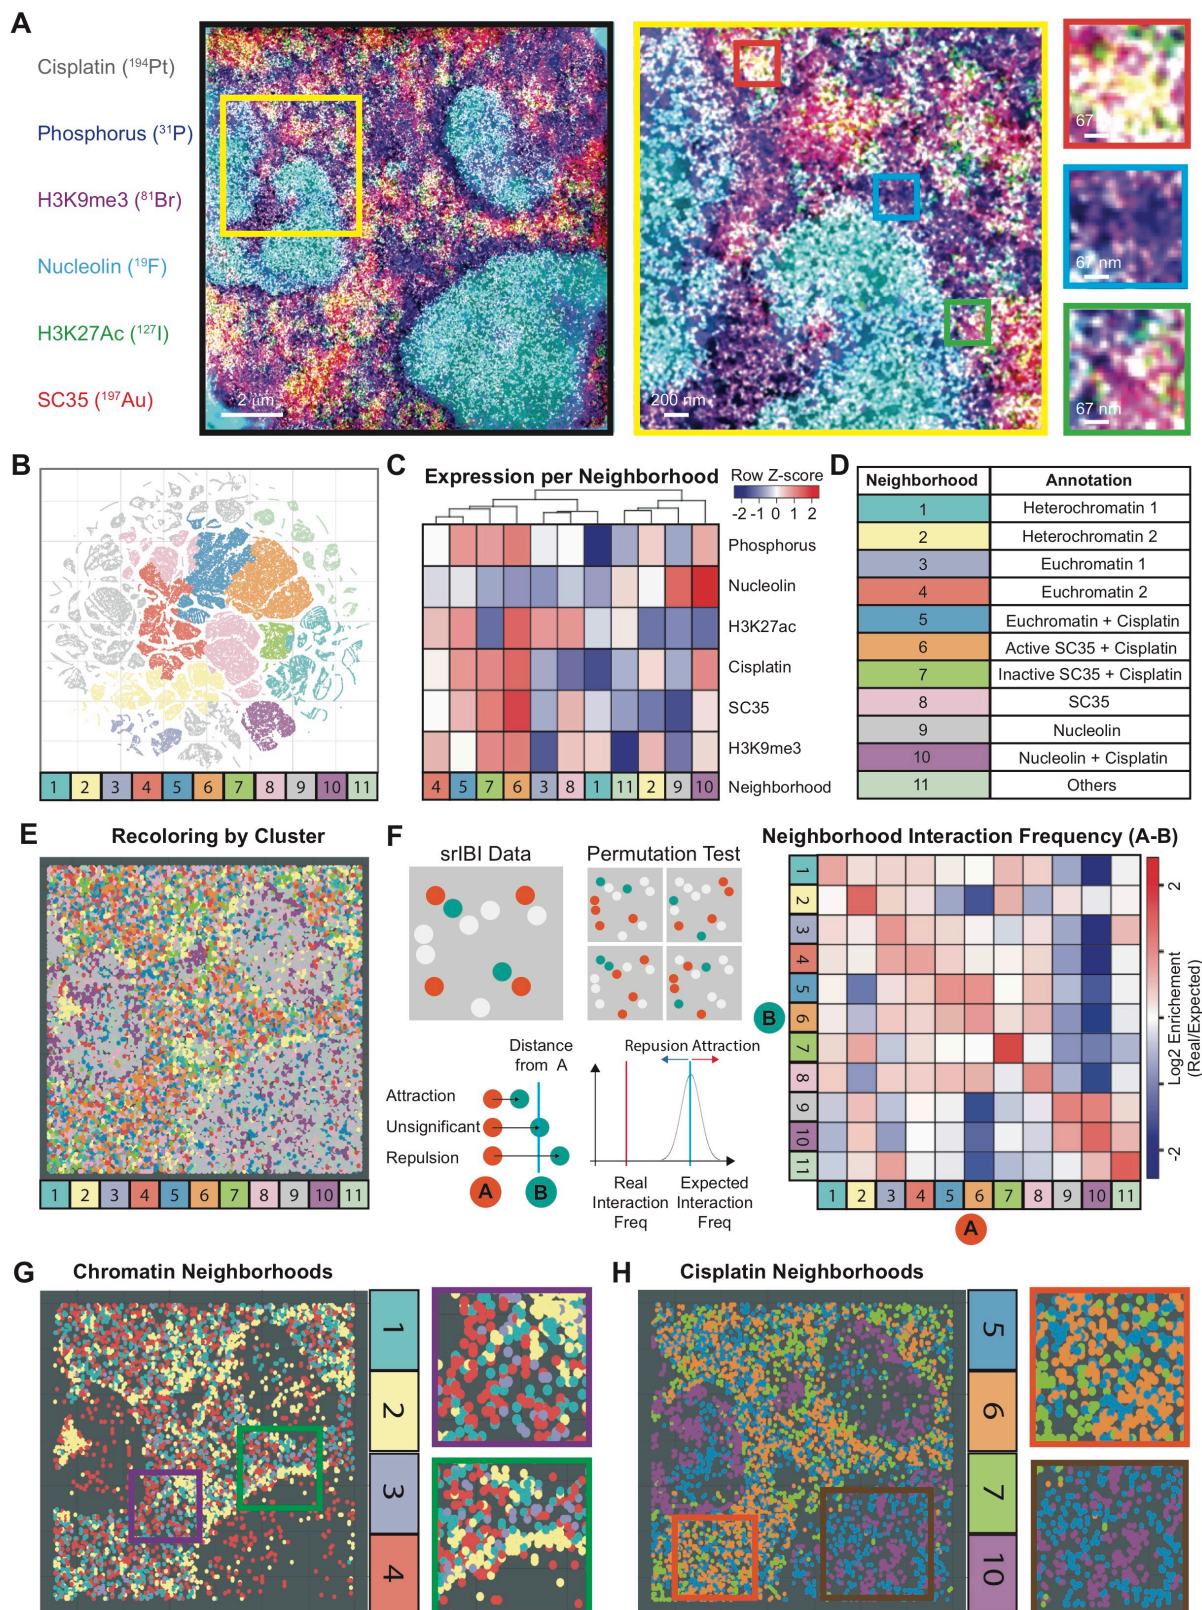 A
Cisplatin (194Pt)
Phosphorus (31P)
H3K9me3 (81Br)
Nucleolin (19F)
H3K27Ac (127I)
SC35 (197Au)
2 μm
200 nm
67
67 nm
67 nm
B
1 2 3 4 5 6 7 8 9 10 11
C
Expression per Neighborhood
Row Z-score
-2 -1 0 1 2
Phosphorus
Nucleolin
H3K27ac
Cisplatin
SC35
H3K9me3
4 5 7 6 3 8 1 11 2 9 10 Neighborhood
D
Neighborhood Annotation
1 Heterochromatin 1
2 Heterochromatin 2
3 Euchromatin 1
4 Euchromatin 2
5 Euchromatin + Cisplatin
6 Active SC35 + Cisplatin
7 Inactive SC35 + Cisplatin
8 SC35
9 Nucleolin
10 Nucleolin + Cisplatin
11 Others
E
Recoloring by Cluster
1 2 3 4 5 6 7 8 9 10 11
F
srIBI Data
Permutation Test
Distance
from A
Attraction
Unsignificant
Repulsion
A B
Repusion Attraction
Real
Interaction
Freq
Expected
Interaction
Freq
Neighborhood Interaction Frequency (A-B)
B
1
2
3
4
5
6
7
8
9
10
11
1 2 3 4 5 6 7 8 9 10 11
A
2
Log2 Enrichement
(Real/Expected)
-2
G
Chromatin Neighborhoods
1
2
3
4
H
Cisplatin Neighborhoods
5
6
7
10